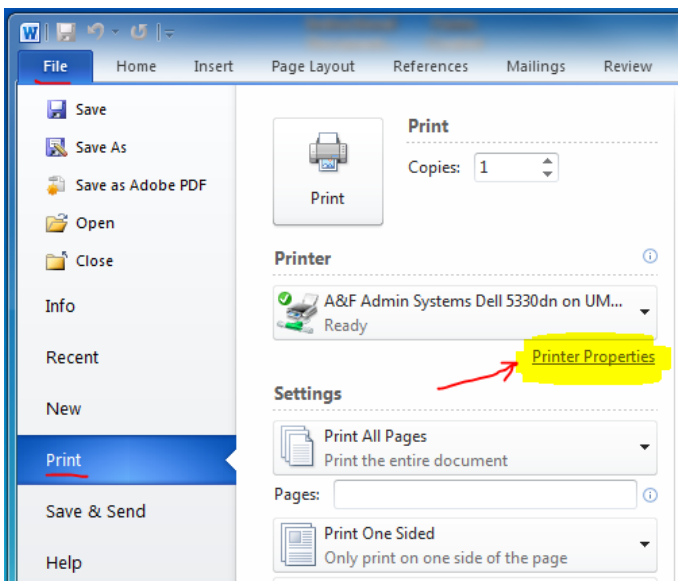 W
File Home Insert Page Layout References Mailings Review
Save
Save As
Save as Adobe PDF
Open
Close
Info
Recent
New
Print
Save & Send
Help
Print
Print
Copies: 1
Printer
A&F Admin Systems Dell 5330dn on UM...
Ready
Printer Properties
Settings
Print All Pages
Print the entire document
Pages:
Print One Sided
Only print on one side of the page